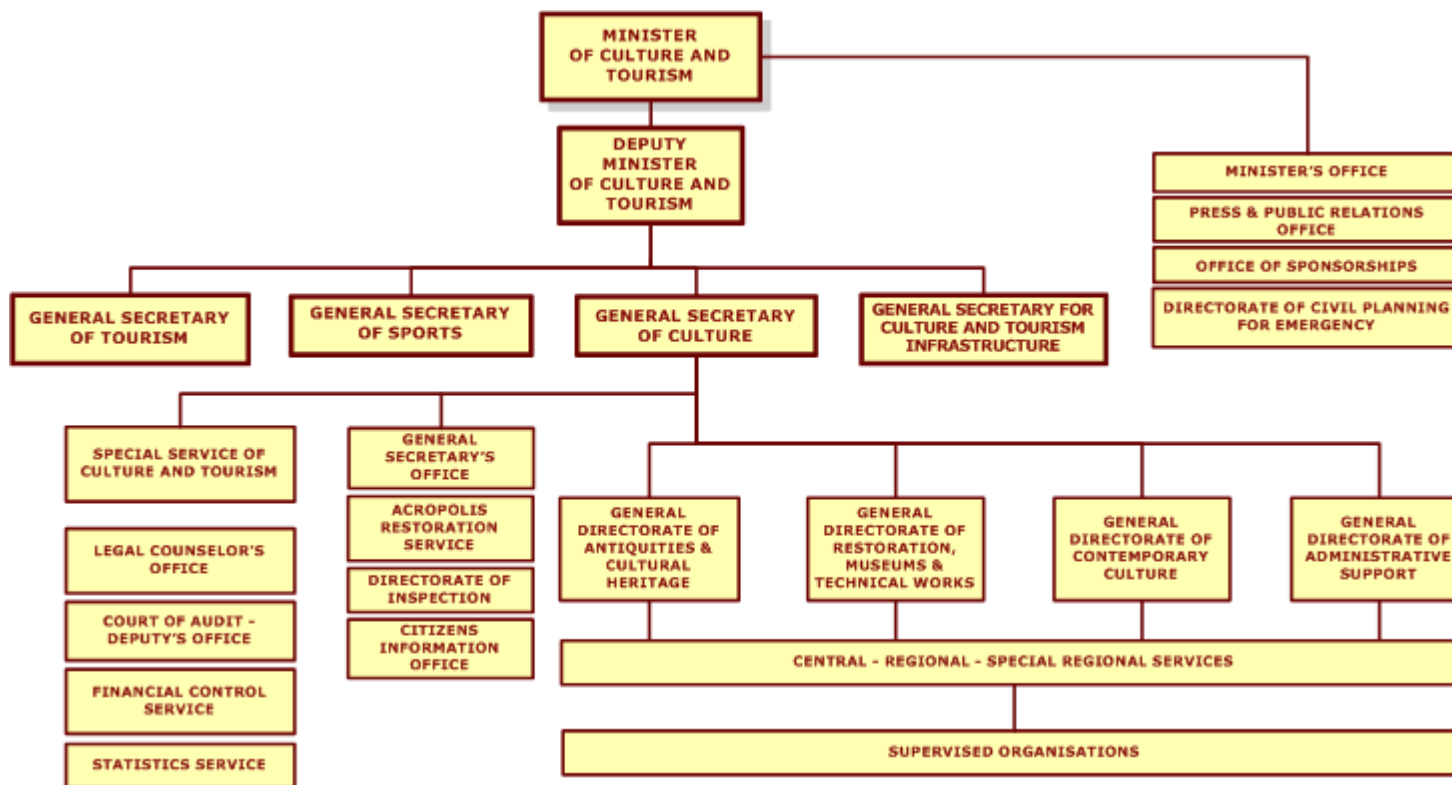 MINISTER
OF CULTURE AND
TOURISM
DEPUTY
MINISTER
OF CULTURE AND
TOURISM
MINISTER'S OFFICE
PRESS & PUBLIC RELATIONS
OFFICE
OFFICE OF SPONSORSHIPS
DIRECTORATE OF CIVIL PLANNING
FOR EMERGENCY
GENERAL SECRETARY
OF TOURISM
GENERAL SECRETARY
OF SPORTS
GENERAL SECRETARY
OF CULTURE
GENERAL SECRETARY FOR
CULTURE AND TOURISM
INFRASTRUCTURE
SPECIAL SERVICE OF
CULTURE AND TOURISM
LEGAL COUNSELOR'S
OFFICE
COURT OF AUDIT -
DEPUTY'S OFFICE
FINANCIAL CONTROL
SERVICE
STATISTICS SERVICE
GENERAL
SECRETARY'S
OFFICE
ACROPOLIS
RESTORATION
SERVICE
DIRECTORATE OF
INSPECTION
CITIZENS
INFORMATION
OFFICE
GENERAL
DIRECTORATE OF
ANTIQUITIES &
CULTURAL
HERITAGE
GENERAL
DIRECTORATE OF
RESTORATION,
MUSEUMS &
TECHNICAL WORKS
GENERAL
DIRECTORATE OF
CONTEMPORARY
CULTURE
GENERAL
DIRECTORATE OF
ADMINISTRATIVE
SUPPORT
CENTRAL - REGIONAL - SPECIAL REGIONAL SERVICES
SUPERVISED ORGANISATIONS